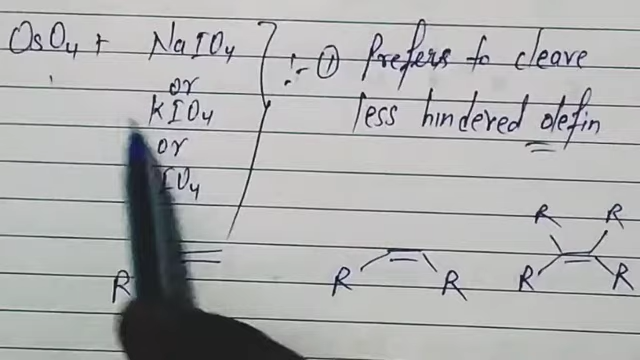 OsO4 + NaIO4 :- ① Prefers to cleave
or
KIO4 less hindered olefin
or
IO4
R R
R R R R R